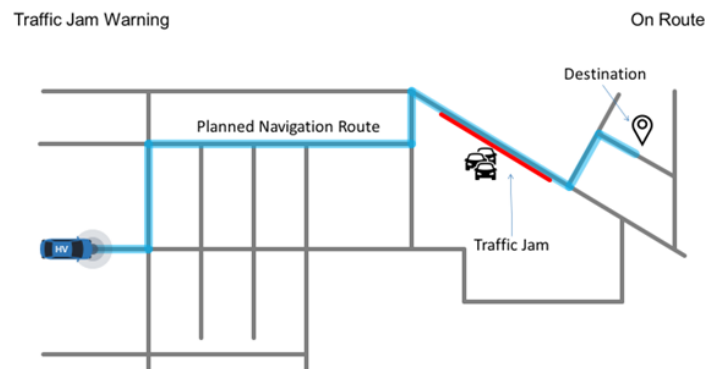 Traffic Jam Warning
On Route
Destination
Planned Navigation Route
HV
Traffic Jam